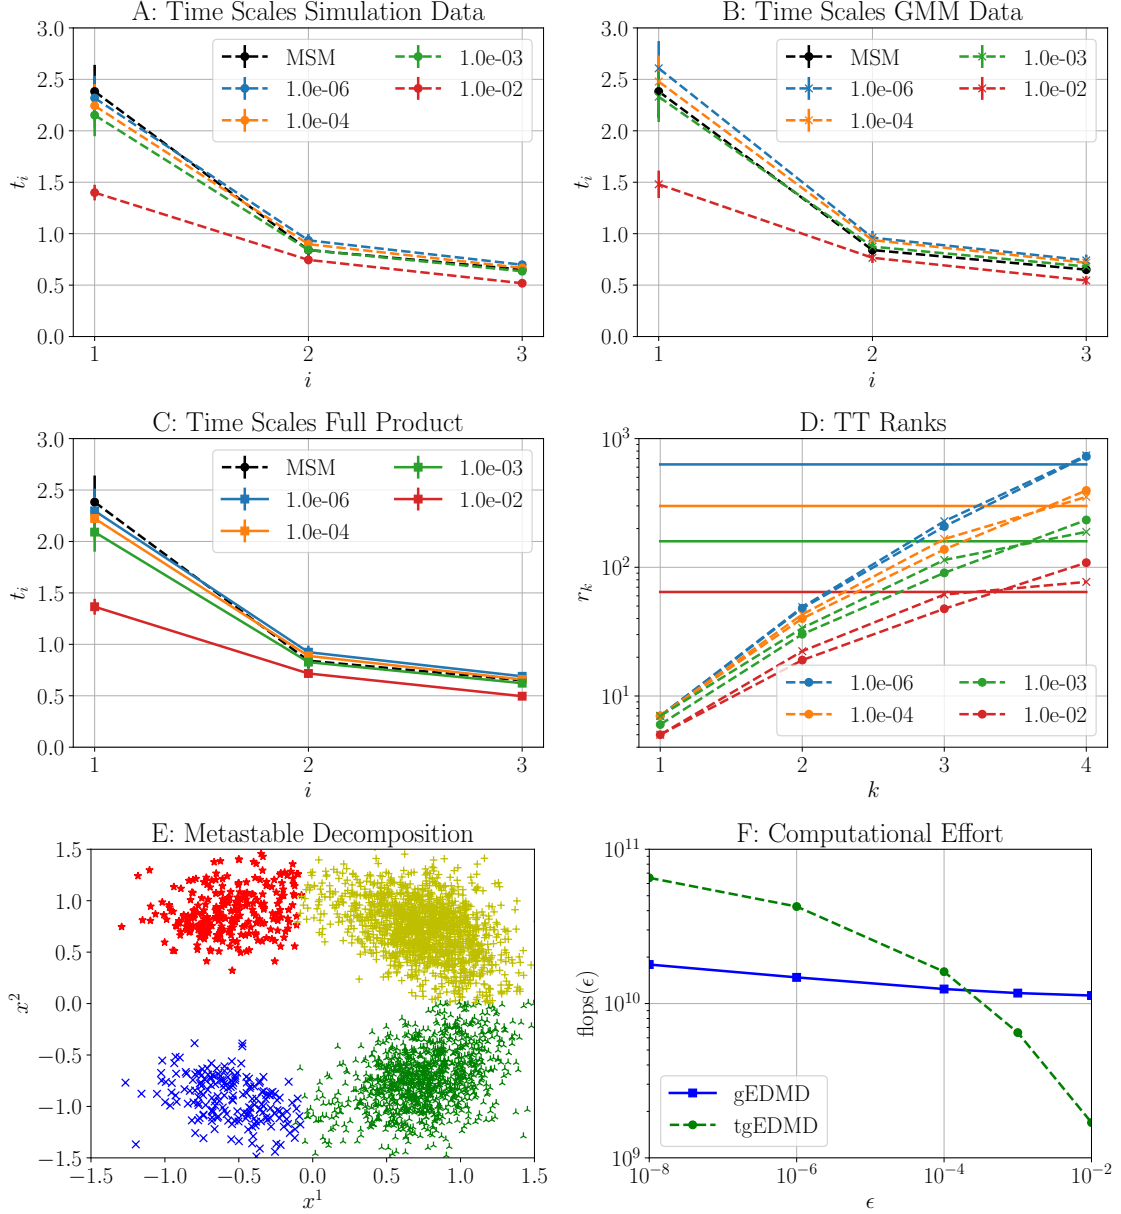 A: Time Scales Simulation Data
3.0
2.5
2.0
1.5
1.0
0.5
0.0
t_i
MSM
1.0e-06
1.0e-04
1.0e-03
1.0e-02
1 2 3
i
B: Time Scales GMM Data
3.0
2.5
2.0
1.5
1.0
0.5
0.0
t_i
MSM
1.0e-06
1.0e-04
1.0e-03
1.0e-02
1 2 3
i
C: Time Scales Full Product
3.0
2.5
2.0
1.5
1.0
0.5
0.0
t_i
MSM
1.0e-06
1.0e-04
1.0e-03
1.0e-02
1 2 3
i
D: TT Ranks
10^3
10^2
10^1
r_k
1.0e-06
1.0e-04
1.0e-03
1.0e-02
1 2 3 4
k
E: Metastable Decomposition
1.5
1.0
0.5
0.0
−0.5
−1.0
−1.5
x^2
−1.5 −1.0 −0.5 0.0 0.5 1.0 1.5
x^1
F: Computational Effort
10^11
10^10
10^9
flops(ϵ)
gEDMD
tgEDMD
10^−8 10^−6 10^−4 10^−2
ϵ